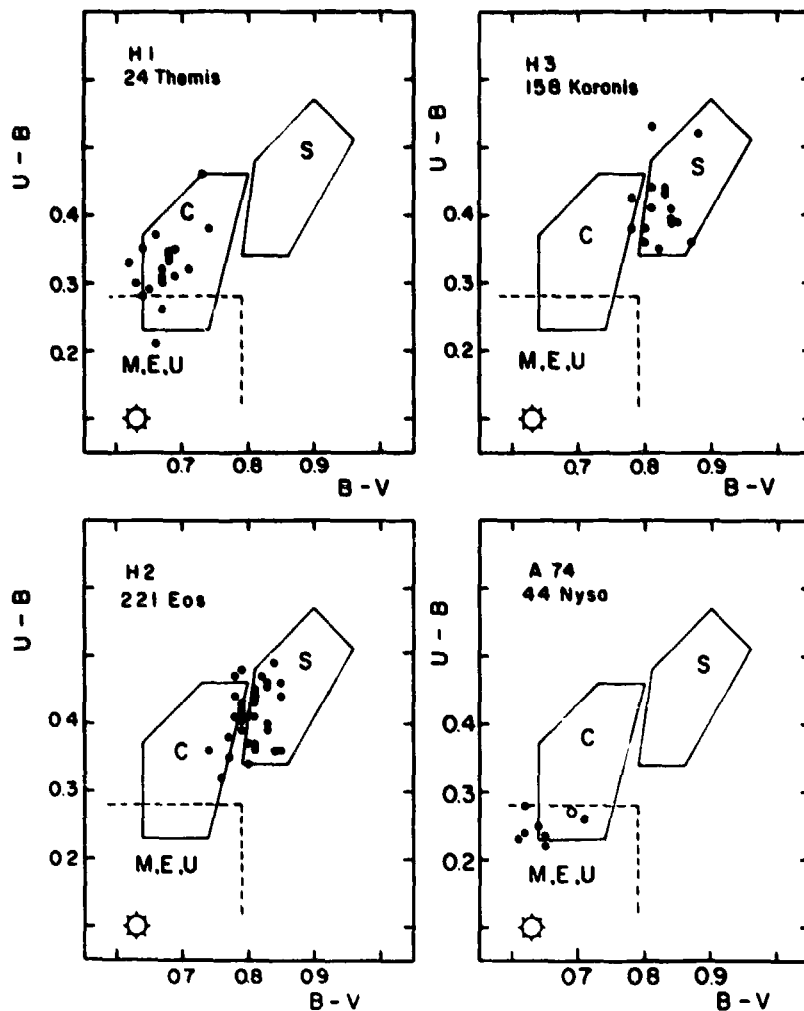 H1
24 Themis
U - B
C
S
0.4
0.3
0.2
M,E,U
0.7 0.8 0.9
B - V
H3
158 Koronis
U - B
C
S
0.4
0.3
0.2
M,E,U
0.7 0.8 0.9
B - V
H2
221 Eos
U - B
C
S
0.4
0.3
0.2
M,E,U
0.7 0.8 0.9
B - V
A 74
44 Nysa
U - B
C
S
0.4
0.3
0.2
M,E,U
0.7 0.8 0.9
B - V